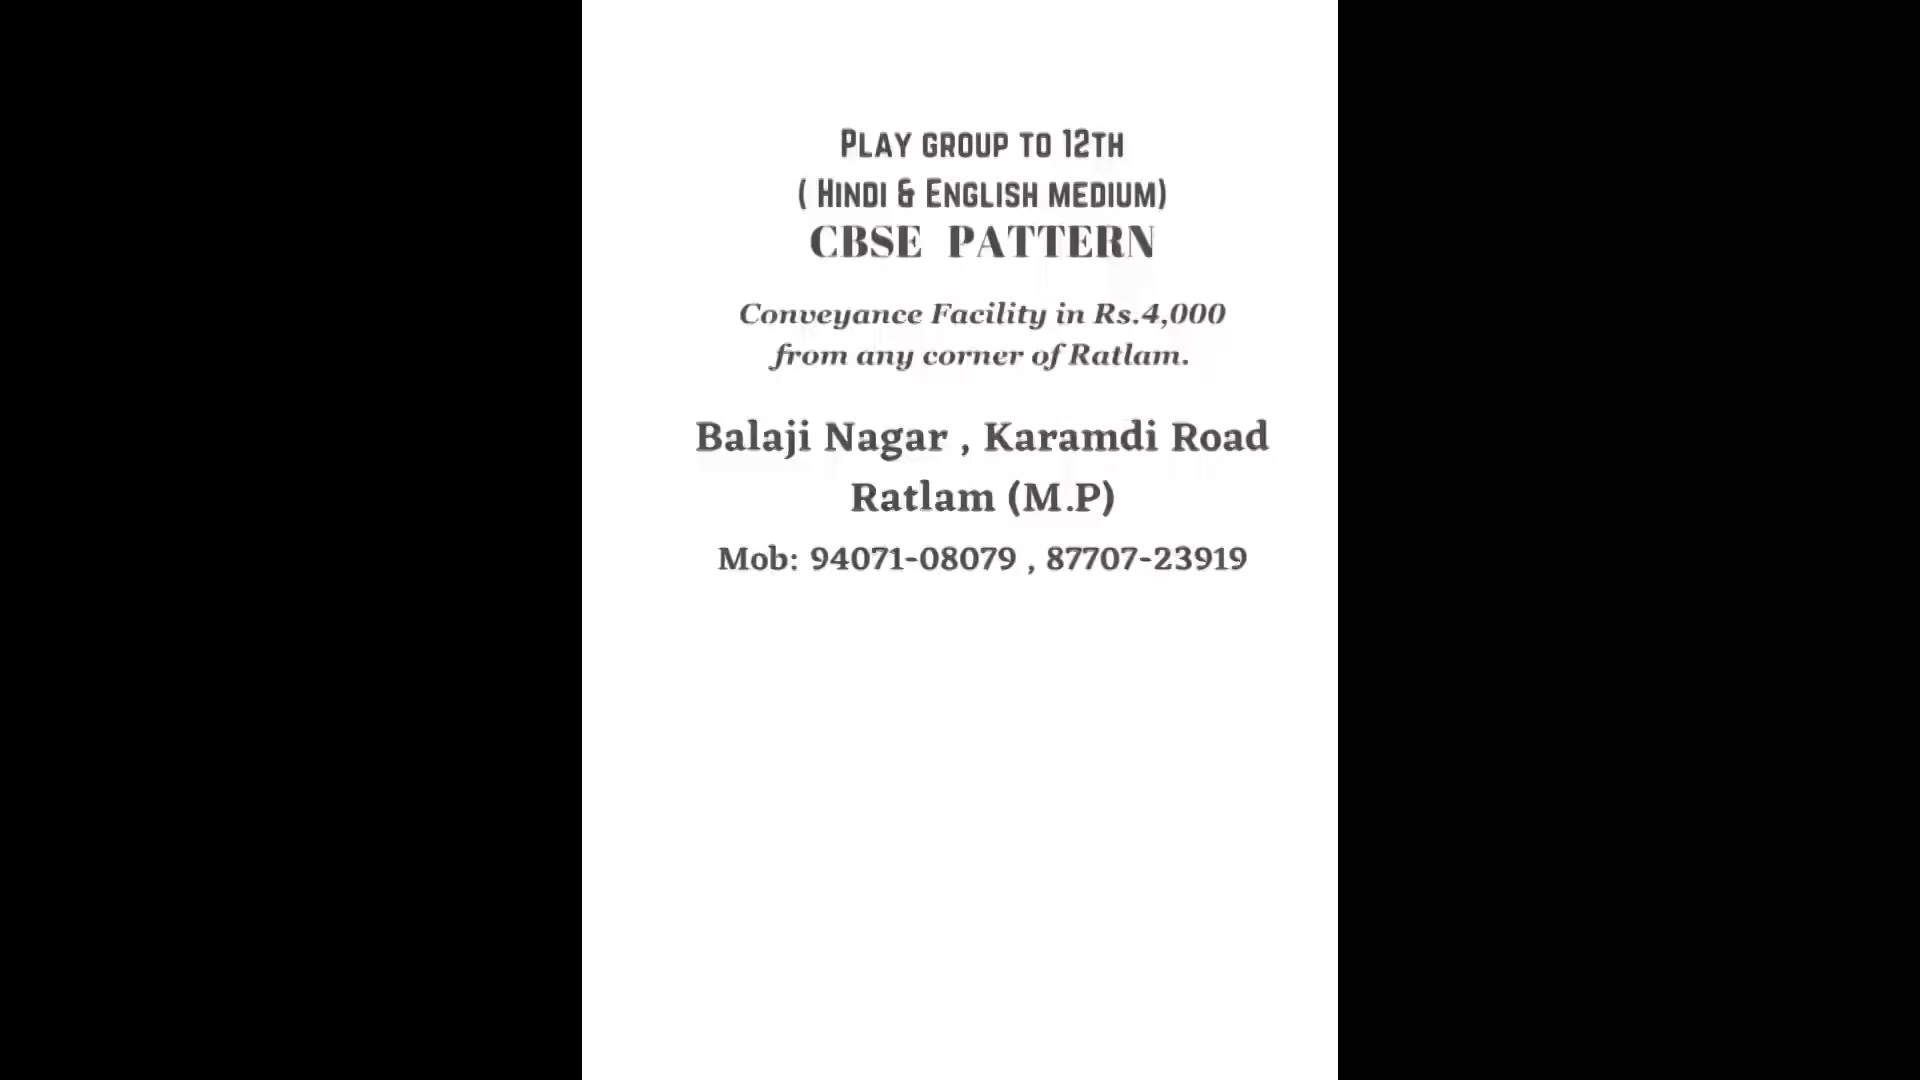 PLAY GROUP TO 12TH
( HINDI & ENGLISH MEDIUM)
CBSE PATTERN
Conveyance Facility in Rs.4,000
from any corner of Ratlam.
Balaji Nagar , Karamdi Road
Ratlam (M.P)
Mob: 94071-08079 , 87707-23919